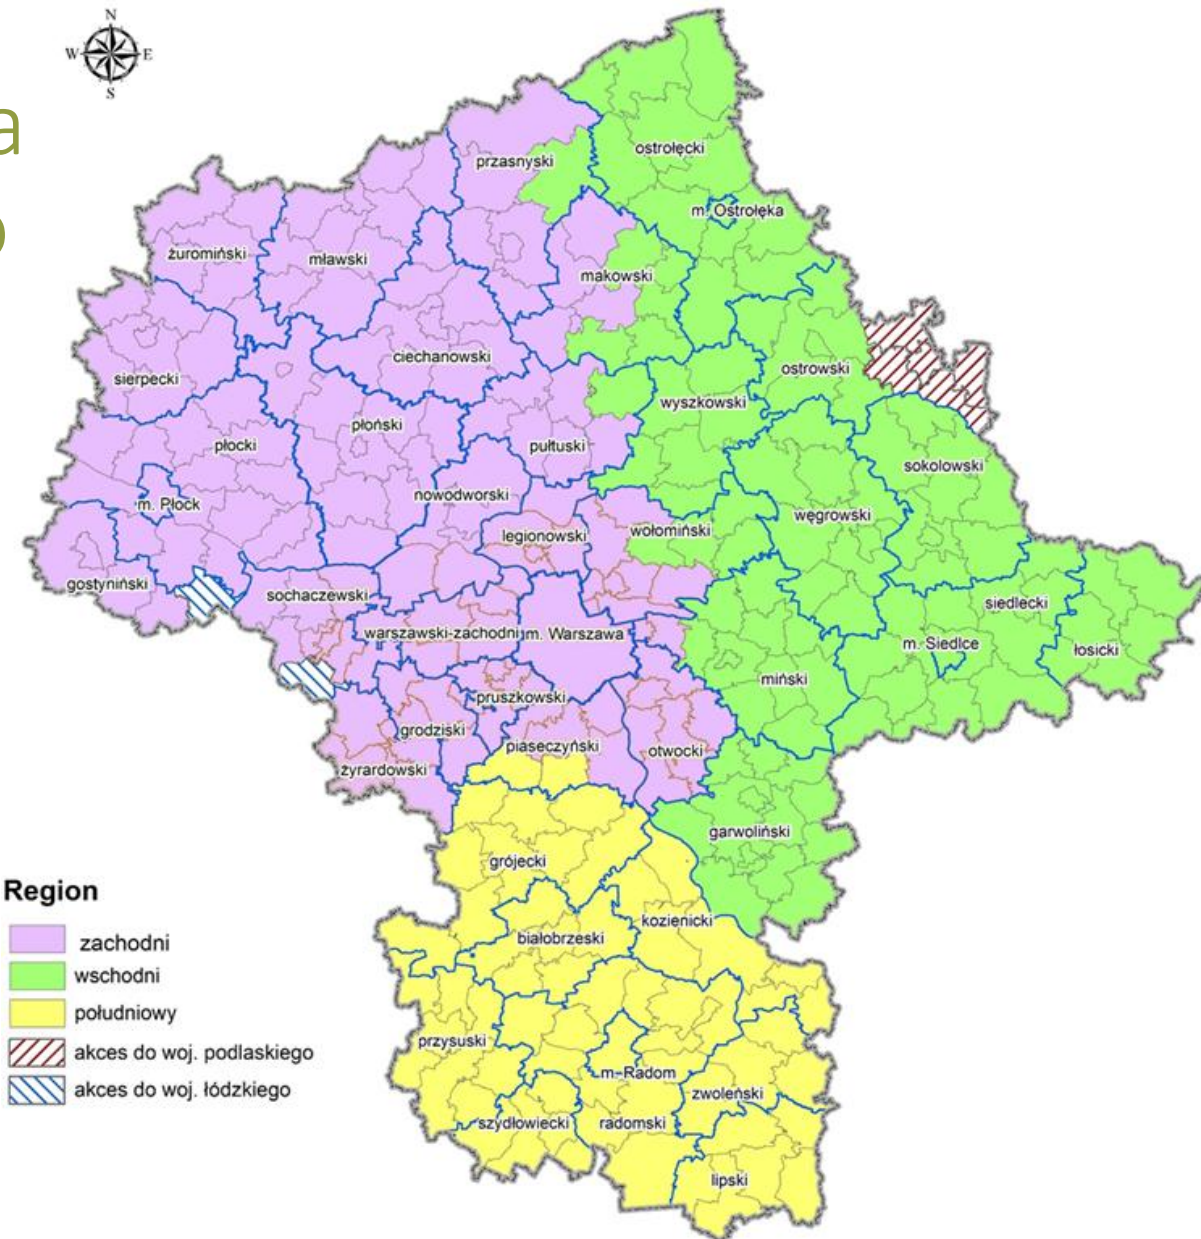 N
W E
S
a
o
przasnyski
ostrołęcki
m. Ostrołęka
żuromiński
mławski
makowski
ciechanowski
sierpecki
ostrowski
wyszkowski
płoński
płocki
pułtuski
sokolowski
nowodworski
m. Płock
węgrowski
wołomiński
legionowski
gostyniński
sochaczewski
siedlecki
warszawski-zachodni m. Warszawa
m. Siedlce
łosicki
miński
pruszkowski
grodziski
piaseczyński
otwocki
żyrardowski
garwoliński
grójecki
kozienicki
białobrzeski
przysuski
m. Radom
zwoleński
szydłowiecki
radomski
lipski
Region
zachodni
wschodni
południowy
akces do woj. podlaskiego
akces do woj. łódzkiego